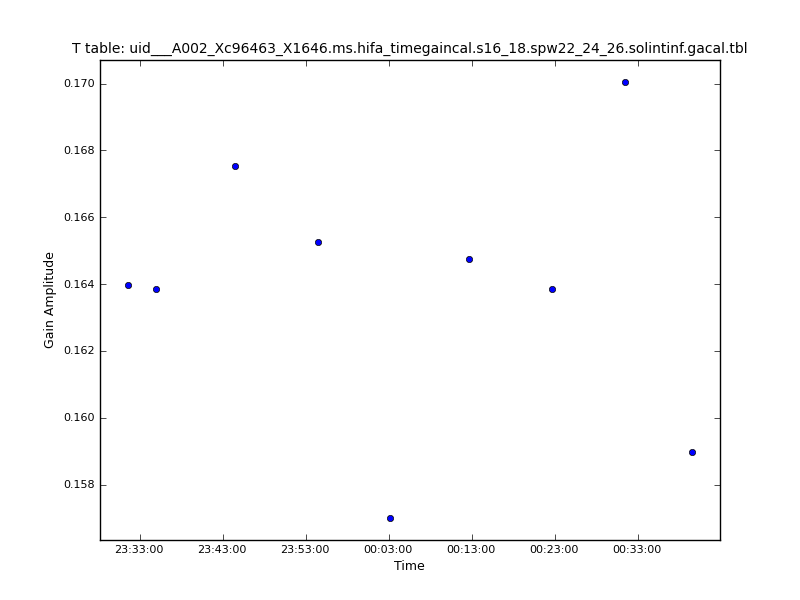 T table: uid___A002_Xc96463_X1646.ms.hifa_timegaincal.s16_18.spw22_24_26.solintinf.gacal.tbl
0.170
0.168
0.166
0.164
0.162
0.160
0.158
Gain Amplitude
23:33:00 23:43:00 23:53:00 00:03:00 00:13:00 00:23:00 00:33:00
Time